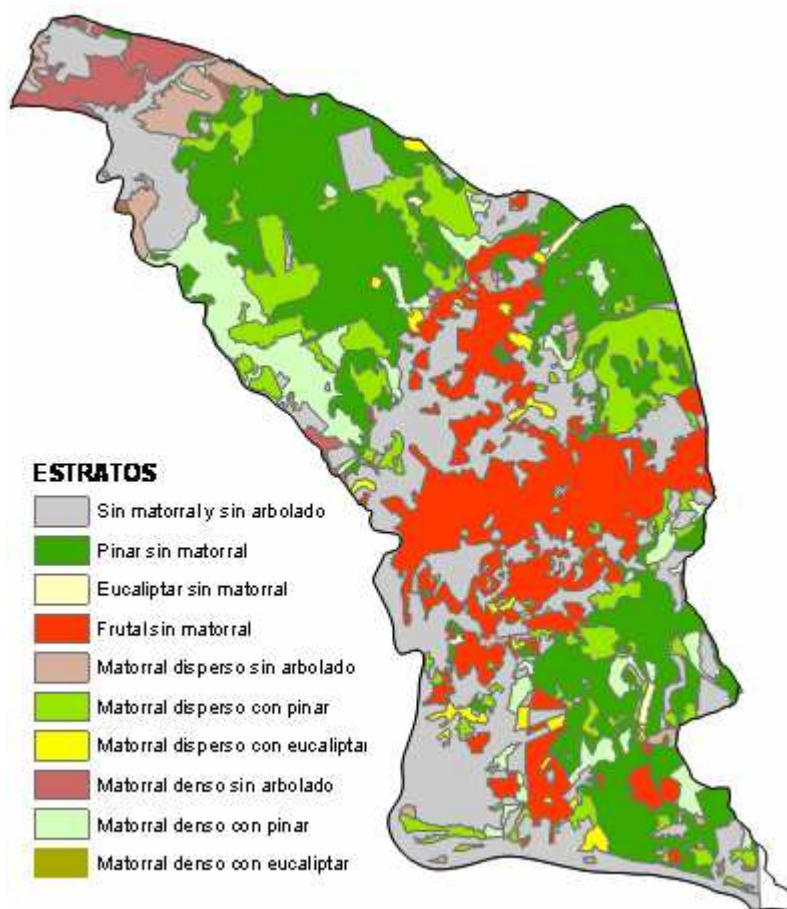 ESTRATOS
Sin matorral y sin arbolado
Pinar sin matorral
Eucaliptar sin matorral
Frutal sin matorral
Matorral disperso sin arbolado
Matorral disperso con pinar
Matorral disperso con eucaliptar
Matorral denso sin arbolado
Matorral denso con pinar
Matorral denso con eucaliptar